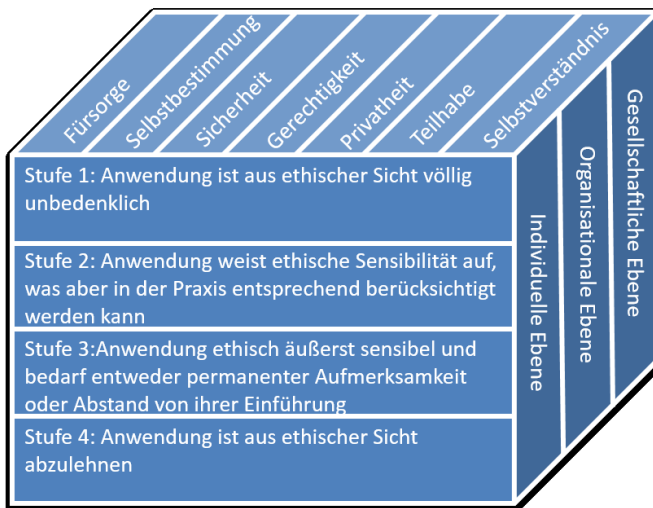 Fürsorge
Selbstbestimmung
Sicherheit
Gerechtigkeit
Privatheit
Teilhabe
Selbstverständnis
Stufe 1: Anwendung ist aus ethischer Sicht völlig
unbedenklich
Stufe 2: Anwendung weist ethische Sensibilität auf,
was aber in der Praxis entsprechend berücksichtigt
werden kann
Stufe 3:Anwendung ethisch äußerst sensibel und
bedarf entweder permanenter Aufmerksamkeit
oder Abstand von ihrer Einführung
Stufe 4: Anwendung ist aus ethischer Sicht
abzulehnen
Individuelle Ebene
Organisationale Ebene
Gesellschaftliche Ebene